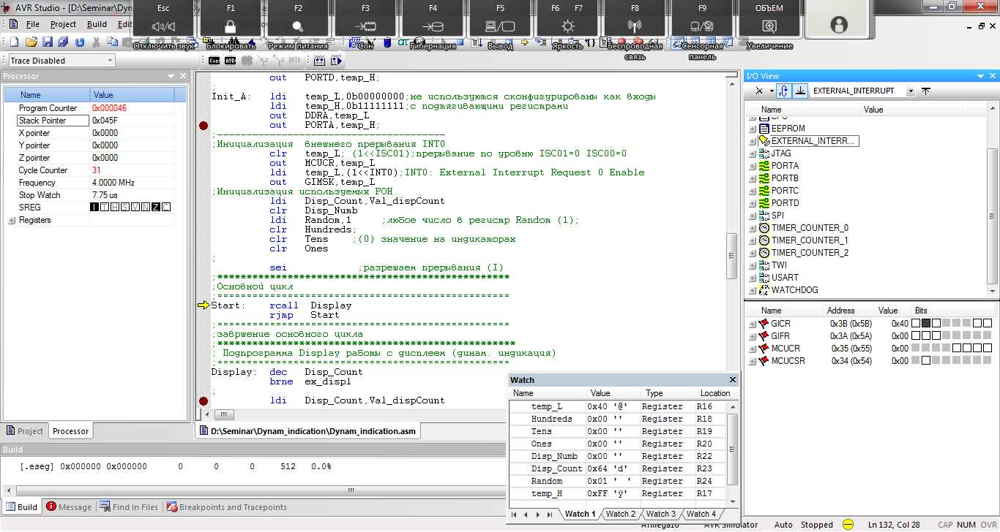 AVR Studio - [D:\Seminar\Dynam_indication\Dynam_indication.asm
Esc F1 F2 F3 F4 F5 F6 F7 F8 F9 ОБЪЕМ
File Project Build
Отключить звук Блокировать Режим питания Сон Гибернация Вывод Яркость Беспроводная связь Сенсорная панель Увеличение
Trace Disabled
Con AVR AUTO
Processor
Name Value
Program Counter 0x000046
Stack Pointer 0x045F
X pointer 0x0000
Y pointer 0x0000
Z pointer 0x0000
Cycle Counter 31
Frequency 4.0000 MHz
Stop Watch 7.75 us
SREG I T H S V N Z C
Registers
Project Processor
out PORTD,temp_H;
;
Init_A: ldi temp_L,0b00000000;не используются сконфигурированы как входы
ldi temp_H,0b11111111;с подтягивающими регистрами
out DDRA,temp_L
out PORTA,temp_H;
;---------------------------------------
;Инициализация внешнего прерывания INT0
clr temp_L; (1<<ISC01);прерывание по уровню ISC01=0 ISC00=0
out MCUCR,temp_L
ldi temp_L,(1<<INT0);INT0: External Interrupt Request 0 Enable
out GIMSK,temp_L
;Инициализация используемых РОН
ldi Disp_Count,Val_dispCount
clr Disp_Numb
ldi Random,1 ;любое число в регистр Random (1);
clr Hundreds;
clr Tens ;(0) значение на индикаторах
clr Ones
;
sei ;разрешаем прерывания (I)
;**************************************************
;Основной цикл
;==================================================
Start: rcall Display
rjmp Start
;==================================================
;завршение основного цикла
;***************************************************
; Подпрограмма Display работы с дисплеем (динам. индикация)
;==================================================
Display: dec Disp_Count
brne ex_displ
;
ldi Disp_Count,Val_dispCount
D:\Seminar\Dynam_indication\Dynam_indication.asm
I/O View
EXTERNAL_INTERRUPT
Name Value
EEPROM
EXTERNAL_INTERR...
JTAG
PORTA
PORTB
PORTC
PORTD
SPI
TIMER_COUNTER_0
TIMER_COUNTER_1
TIMER_COUNTER_2
TWI
USART
WATCHDOG
Name Address Value Bits
GICR 0x3B (0x5B) 0x40
GIFR 0x3A (0x5A) 0x00
MCUCR 0x35 (0x55) 0x00
MCUCSR 0x34 (0x54) 0x00
Watch
Name Value Type Location
temp_L 0x40 '@' Register R16
Hundreds 0x00 '' Register R18
Tens 0x00 '' Register R19
Ones 0x00 '' Register R20
Disp_Numb 0x00 '' Register R22
Disp_Count 0x64 'd' Register R23
Random 0x01 ' ' Register R24
temp_H 0xFF 'ÿ' Register R17
Watch 1 Watch 2 Watch 3 Watch 4
Build
[.eseg] 0x000000 0x000000 0 0 0 512 0.0%
Build Message Find in Files Breakpoints and Tracepoints
Auto Stopped Ln 132, Col 28 CAP NUM OVR